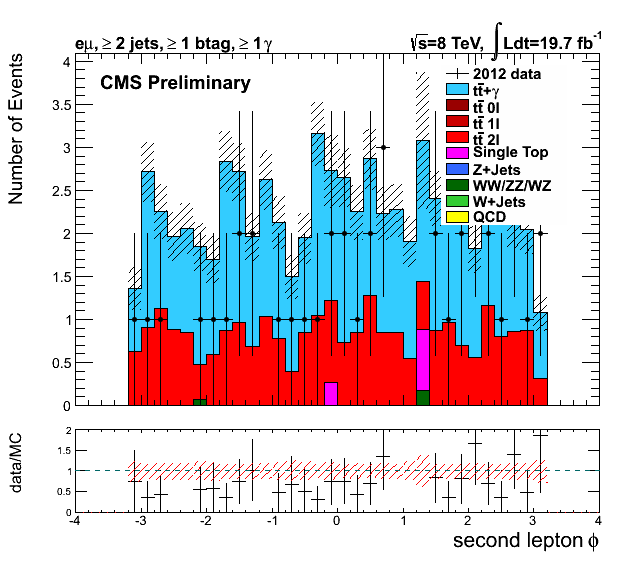 eμ, ≥ 2 jets, ≥ 1 btag, ≥ 1 γ
√s=8 TeV, ∫ Ldt=19.7 fb⁻¹
CMS Preliminary
2012 data
tt̄+γ
tt̄ 0l
tt̄ 1l
tt̄ 2l
Single Top
Z+Jets
WW/ZZ/WZ
W+Jets
QCD
Number of Events
4
3.5
3
2.5
2
1.5
1
0.5
0
data/MC
2
1.5
1
0.5
0
-4 -3 -2 -1 0 1 2 3 4
second lepton ϕ